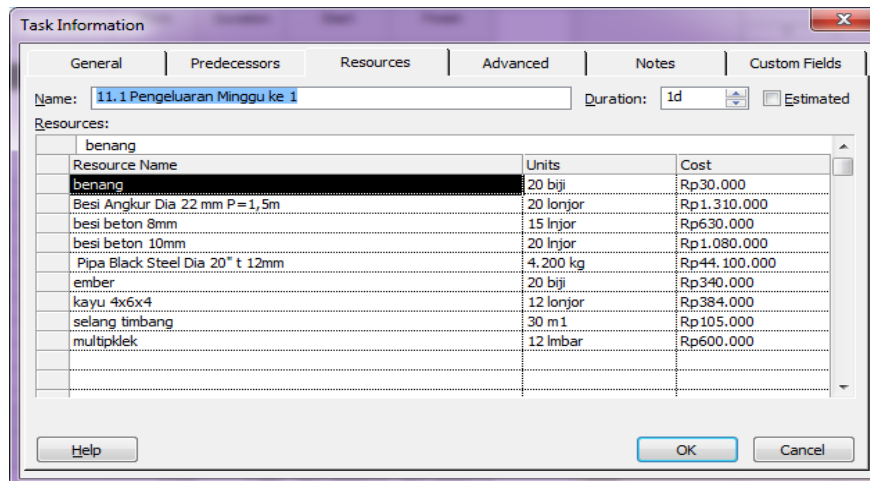 Task Information
General Predecessors Resources Advanced Notes Custom Fields
Name: 11.1 Pengeluaran Minggu ke 1 Duration: 1d Estimated
Resources:
benang
Resource Name Units Cost
benang 20 biji Rp30.000
Besi Angkur Dia 22 mm P=1,5m 20 lonjor Rp1.310.000
besi beton 8mm 15 lnjor Rp630.000
besi beton 10mm 20 lnjor Rp1.080.000
Pipa Black Steel Dia 20" t 12mm 4.200 kg Rp44.100.000
ember 20 biji Rp340.000
kayu 4x6x4 12 lonjor Rp384.000
selang timbang 30 m1 Rp105.000
multipklek 12 lmbar Rp600.000
Help OK Cancel